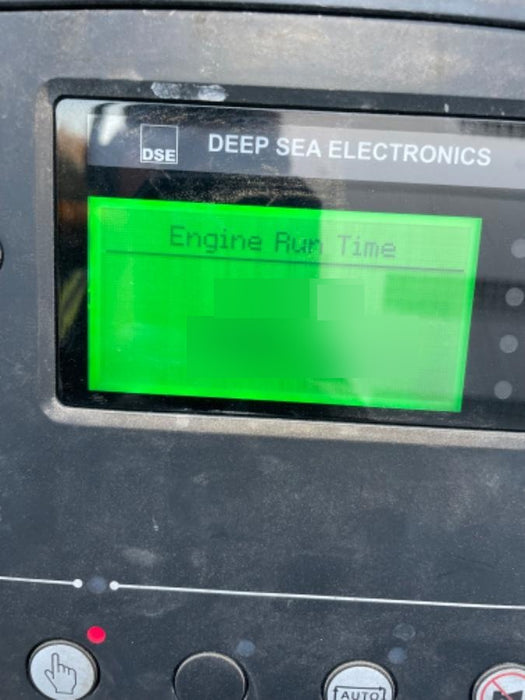 DSE
DEEP SEA ELECTRONICS
Engine Run Time
AUTO